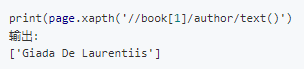 print(page.xapth('//book[1]/author/text()')
输出:
['Giada De Laurentiis']